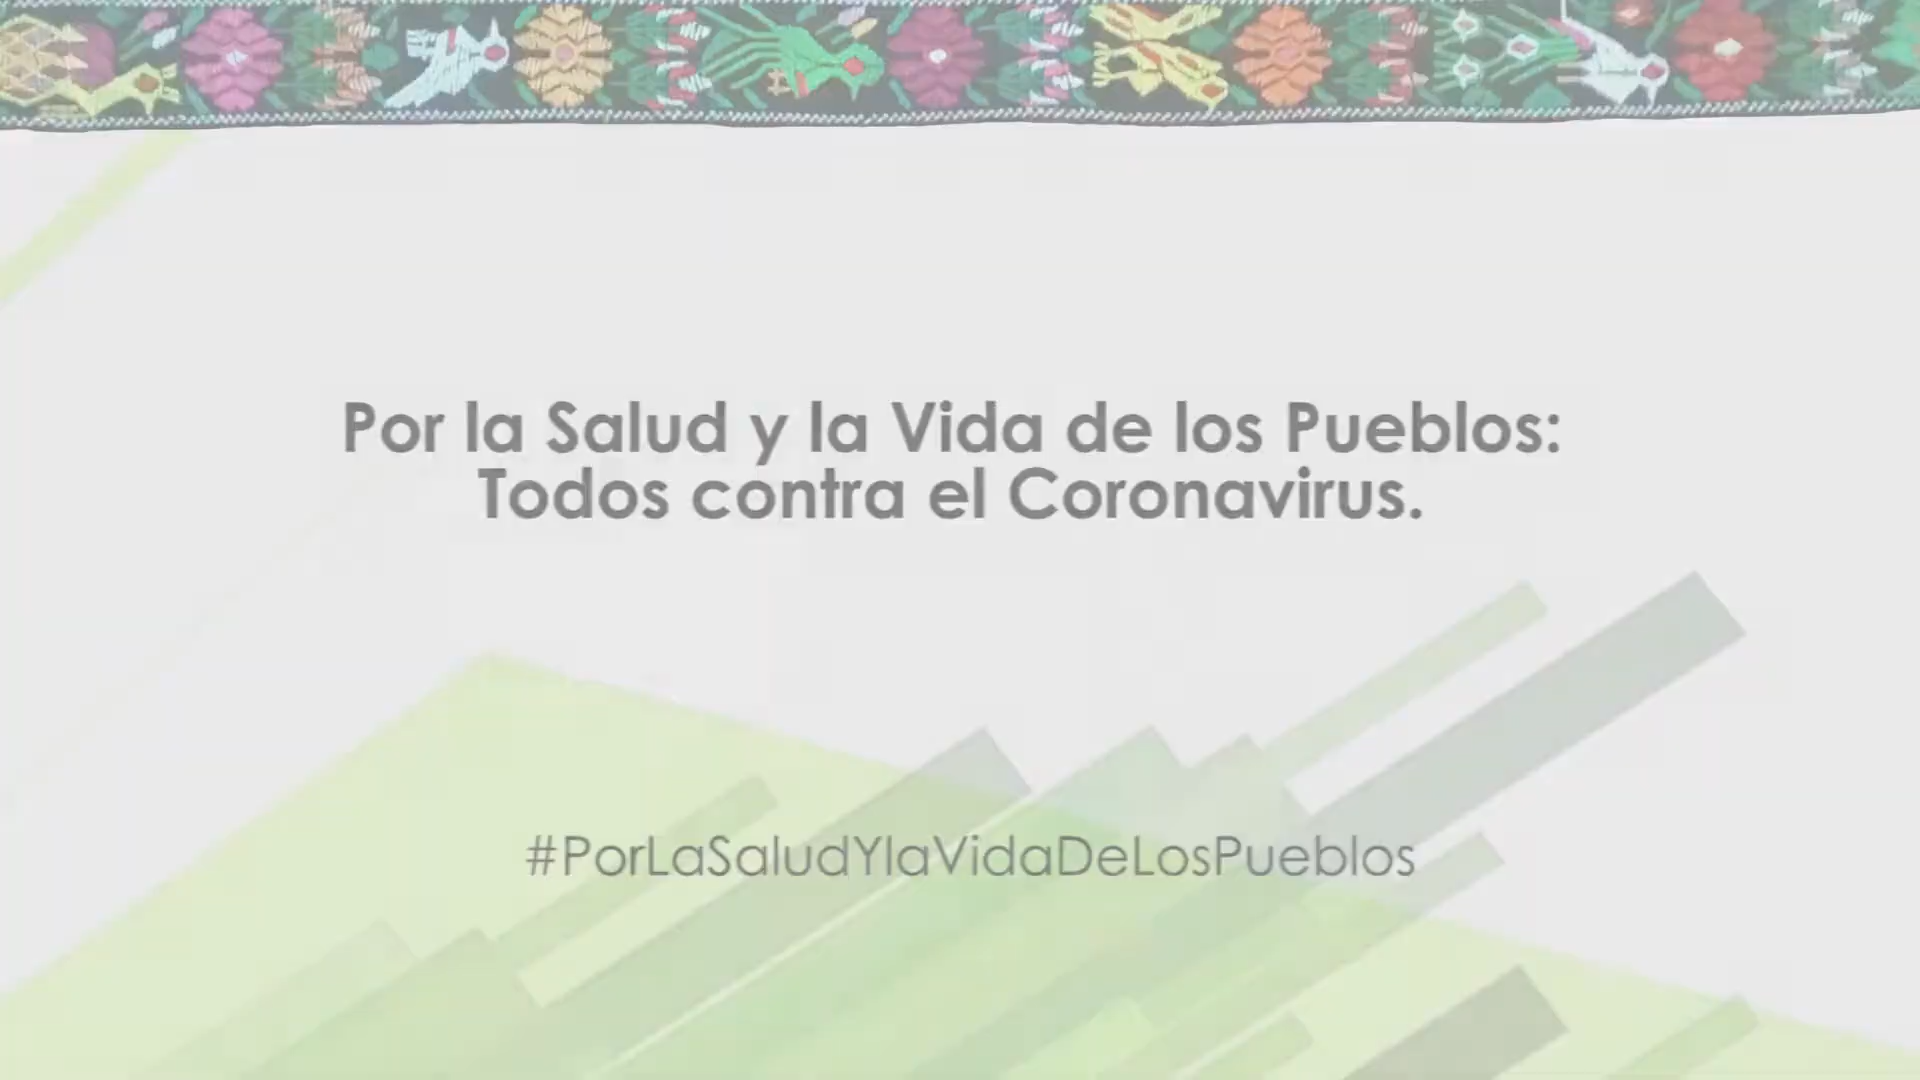 Por la Salud y la Vida de los Pueblos:
Todos contra el Coronavirus.
#PorLaSaludYlaVidaDeLosPueblos